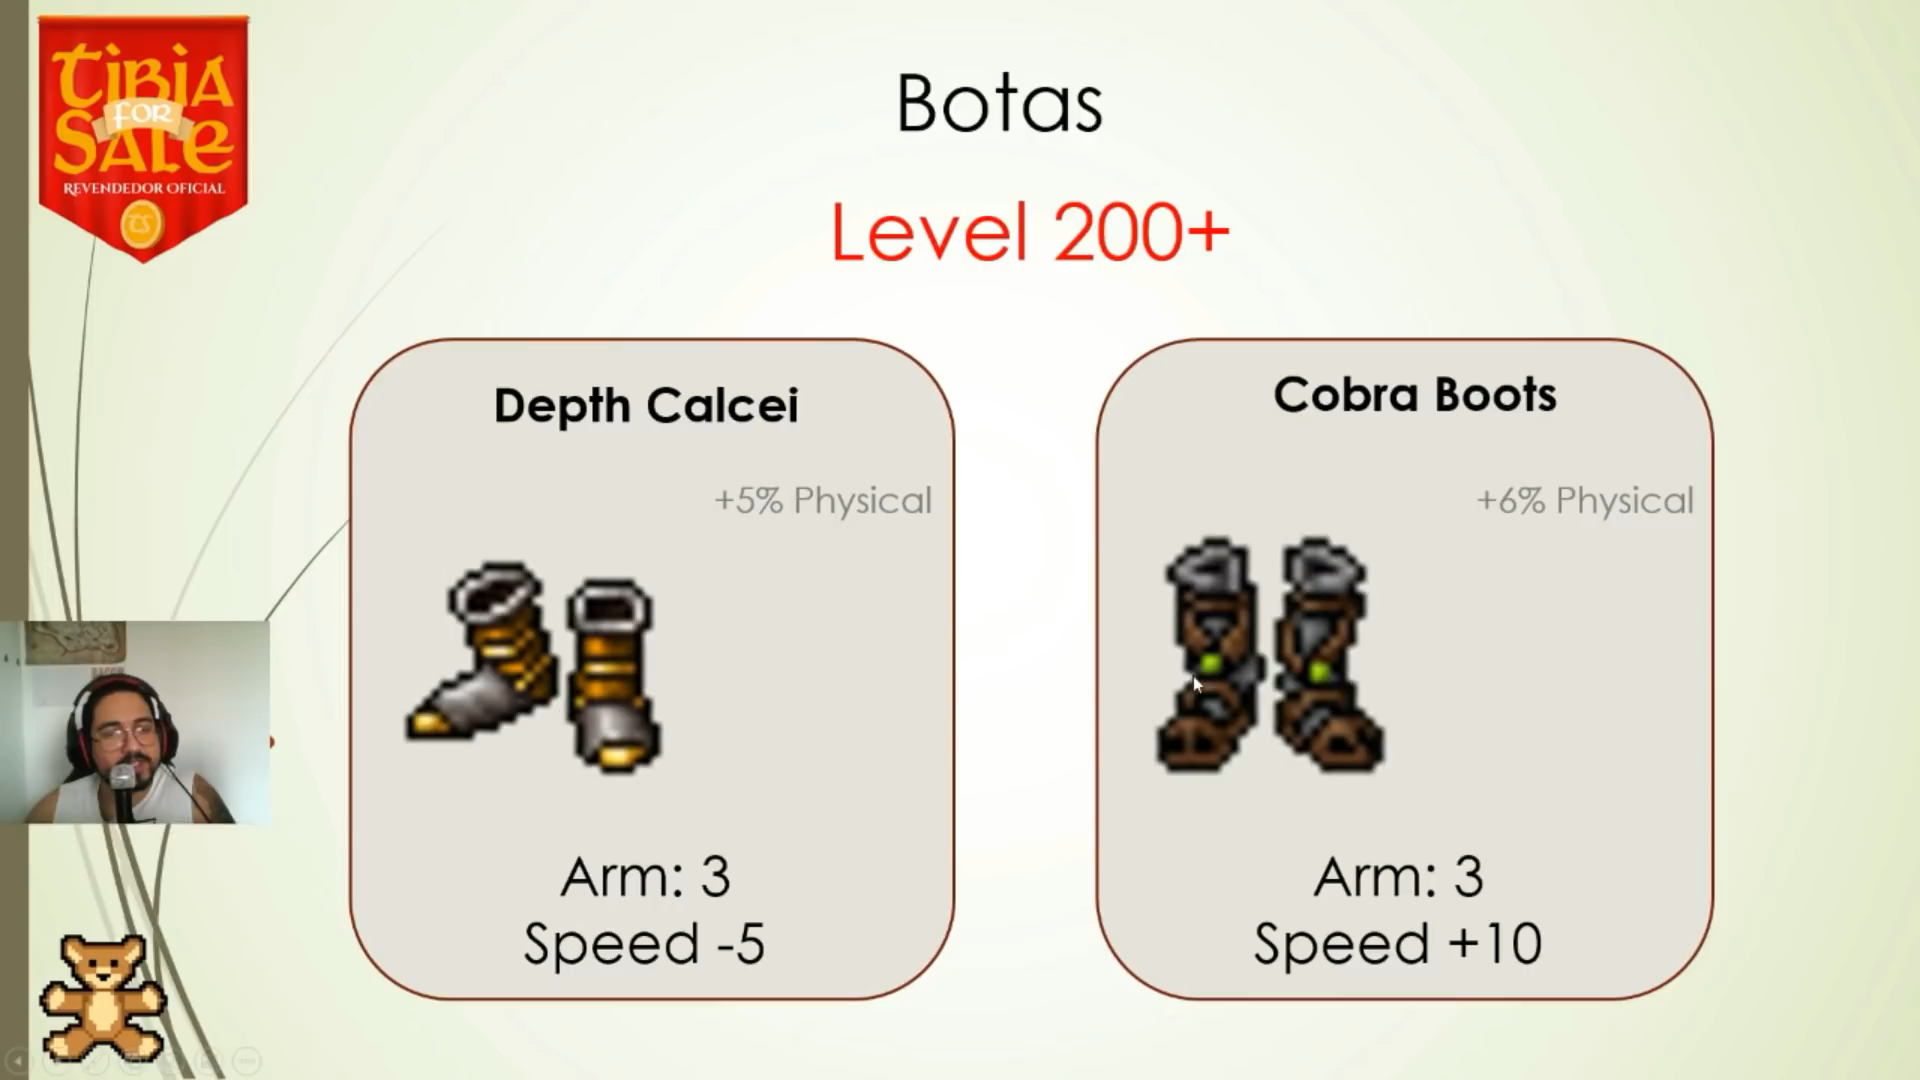 TIBIA
FOR
SALE
REVENDEDOR OFICIAL
Botas
Level 200+
Depth Calcei
+5% Physical
Arm: 3
Speed -5
Cobra Boots
+6% Physical
Arm: 3
Speed +10